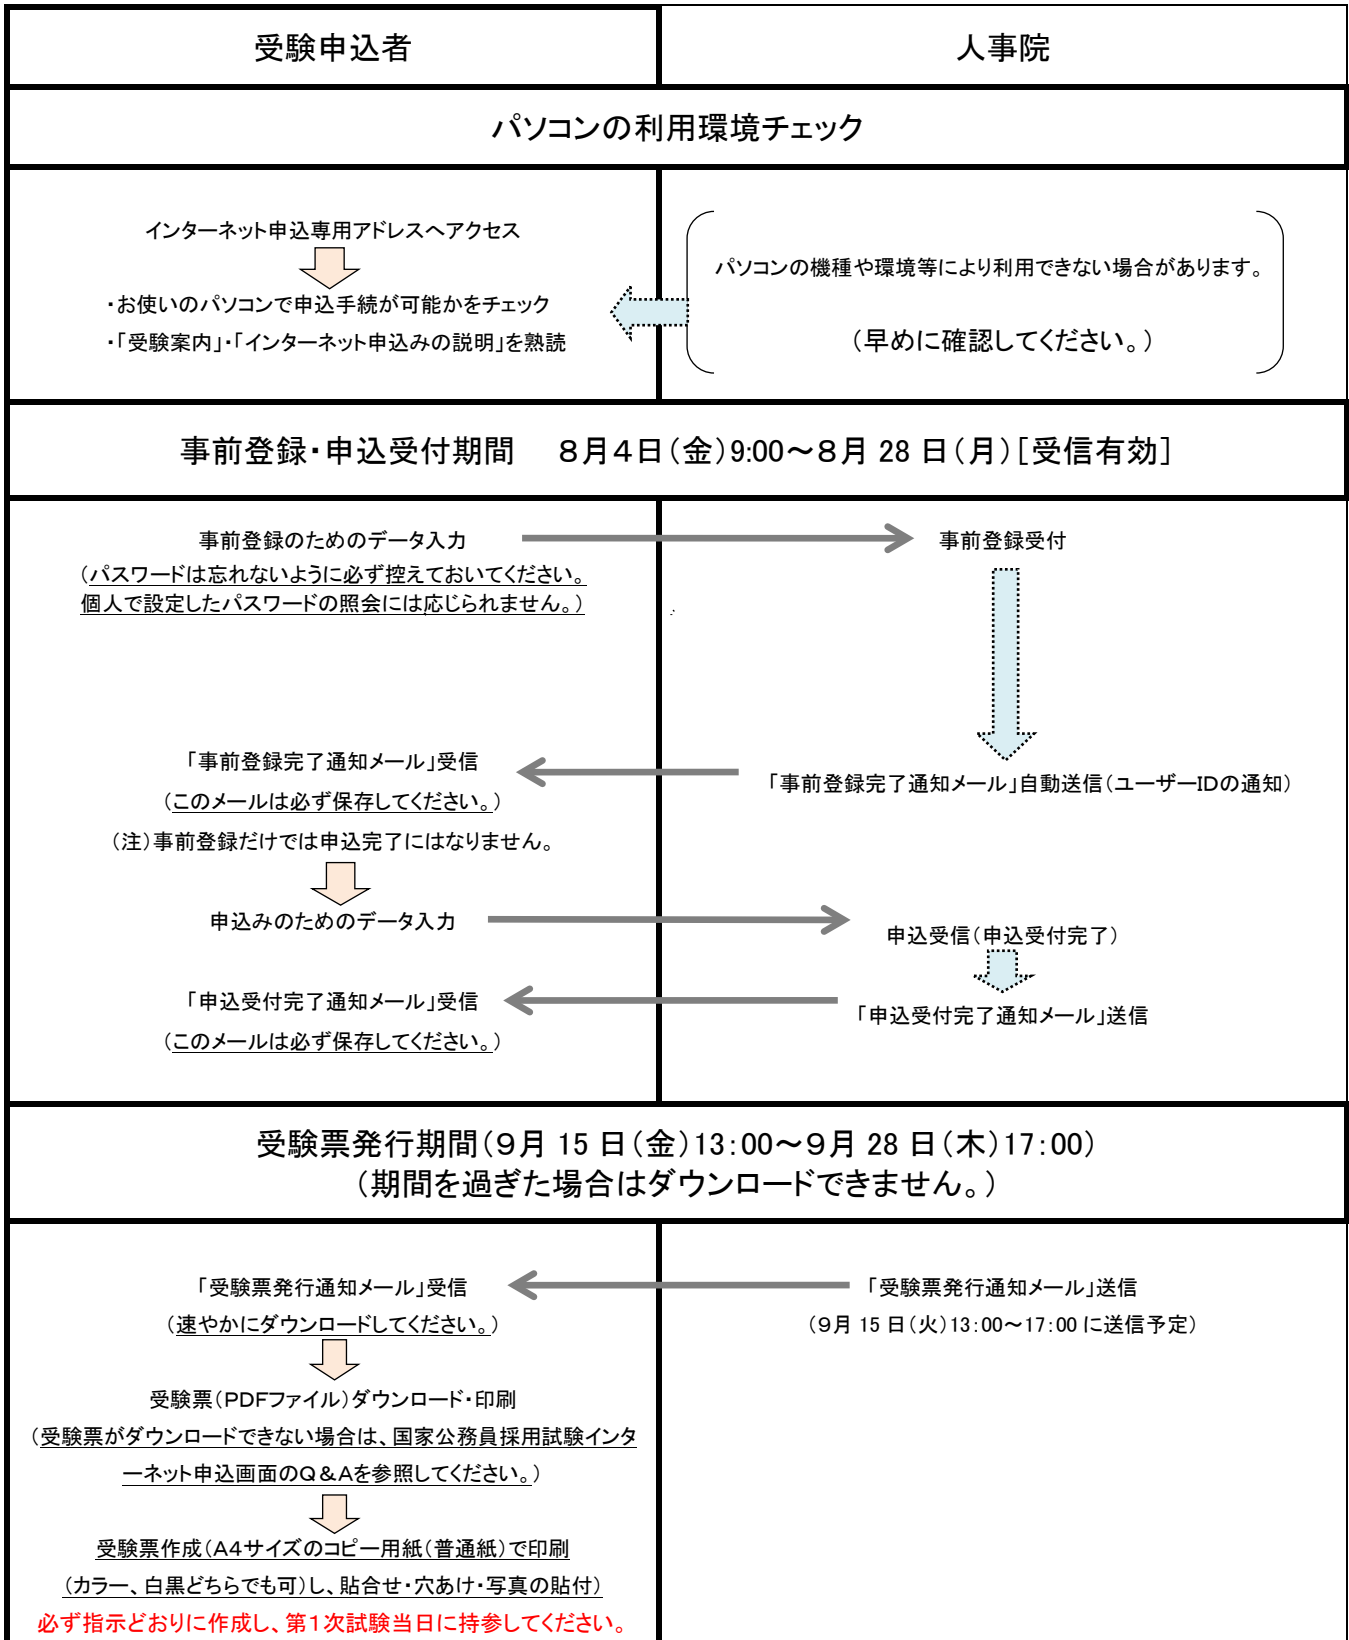 受験申込者
人事院
パソコンの利用環境チェック
インターネット申込専用アドレスへアクセス
・お使いのパソコンで申込手続が可能かをチェック
・「受験案内」・「インターネット申込みの説明」を熟読
パソコンの機種や環境等により利用できない場合があります。
（早めに確認してください。）
事前登録・申込受付期間　８月４日（金）9:00～８月 28 日（月）［受信有効］
事前登録のためのデータ入力
（パスワードは忘れないように必ず控えておいてください。
個人で設定したパスワードの照会には応じられません。）
事前登録受付
「事前登録完了通知メール」受信
（このメールは必ず保存してください。）
（注）事前登録だけでは申込完了にはなりません。
「事前登録完了通知メール」自動送信（ユーザーIDの通知）
申込みのためのデータ入力
申込受信（申込受付完了）
「申込受付完了通知メール」受信
（このメールは必ず保存してください。）
「申込受付完了通知メール」送信
受験票発行期間（９月 15 日（金）13：00～９月 28 日（木）17：00）
（期間を過ぎた場合はダウンロードできません。）
「受験票発行通知メール」受信
（速やかにダウンロードしてください。）
「受験票発行通知メール」送信
（９月 15 日（火）13：00～17：00 に送信予定）
受験票（ＰＤＦファイル）ダウンロード・印刷
（受験票がダウンロードできない場合は、国家公務員採用試験インタ
ーネット申込画面のＱ＆Ａを参照してください。）
受験票作成（Ａ４サイズのコピー用紙（普通紙）で印刷
（カラー、白黒どちらでも可）し、貼合せ・穴あけ・写真の貼付）
必ず指示どおりに作成し、第１次試験当日に持参してください。